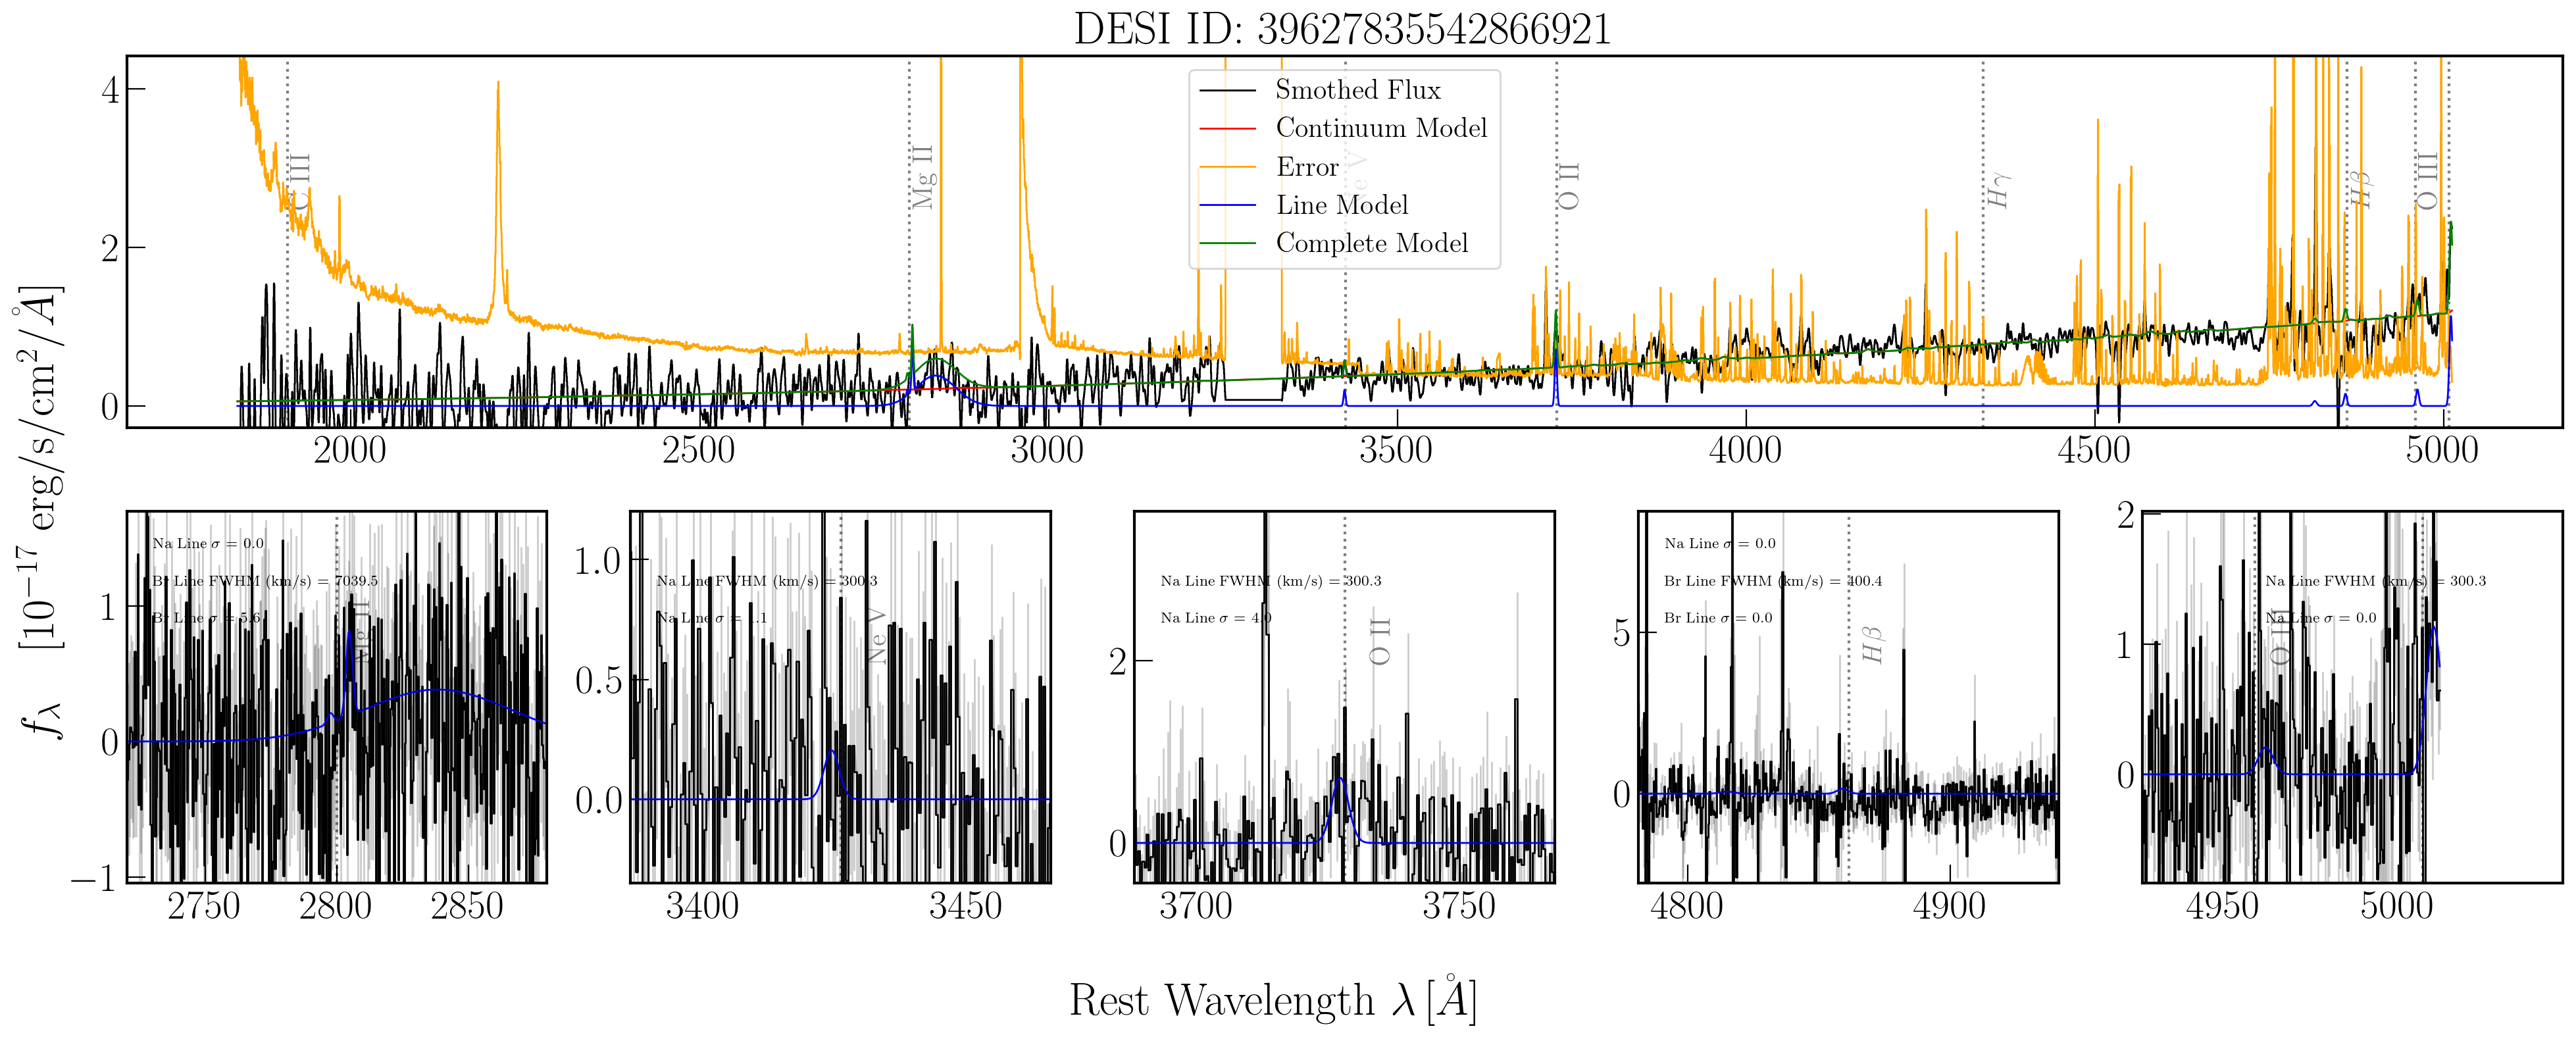 DESI ID: 39627835542866921
Smothed Flux
Continuum Model
Error
Line Model
Complete Model
C III
Mg II
Ne V
O II
Hγ
Hβ
O III
4
2
0
2000 2500 3000 3500 4000 4500 5000
fλ [10⁻¹⁷ erg/s/cm²/Å]
Na Line σ = 0.0
Br Line FWHM (km/s) = 7039.5
Br Line σ = 5.6
Mg II
1
0
−1
2750 2800 2850
Na Line FWHM (km/s) = 300.3
Na Line σ = 1.1
Ne V
1.0
0.5
0.0
3400 3450
Na Line FWHM (km/s) = 300.3
Na Line σ = 4.0
O II
2
0
3700 3750
Na Line σ = 0.0
Br Line FWHM (km/s) = 400.4
Br Line σ = 0.0
Hβ
5
0
4800 4900
Na Line FWHM (km/s) = 300.3
Na Line σ = 0.0
O III
2
1
0
4950 5000
Rest Wavelength λ [Å]